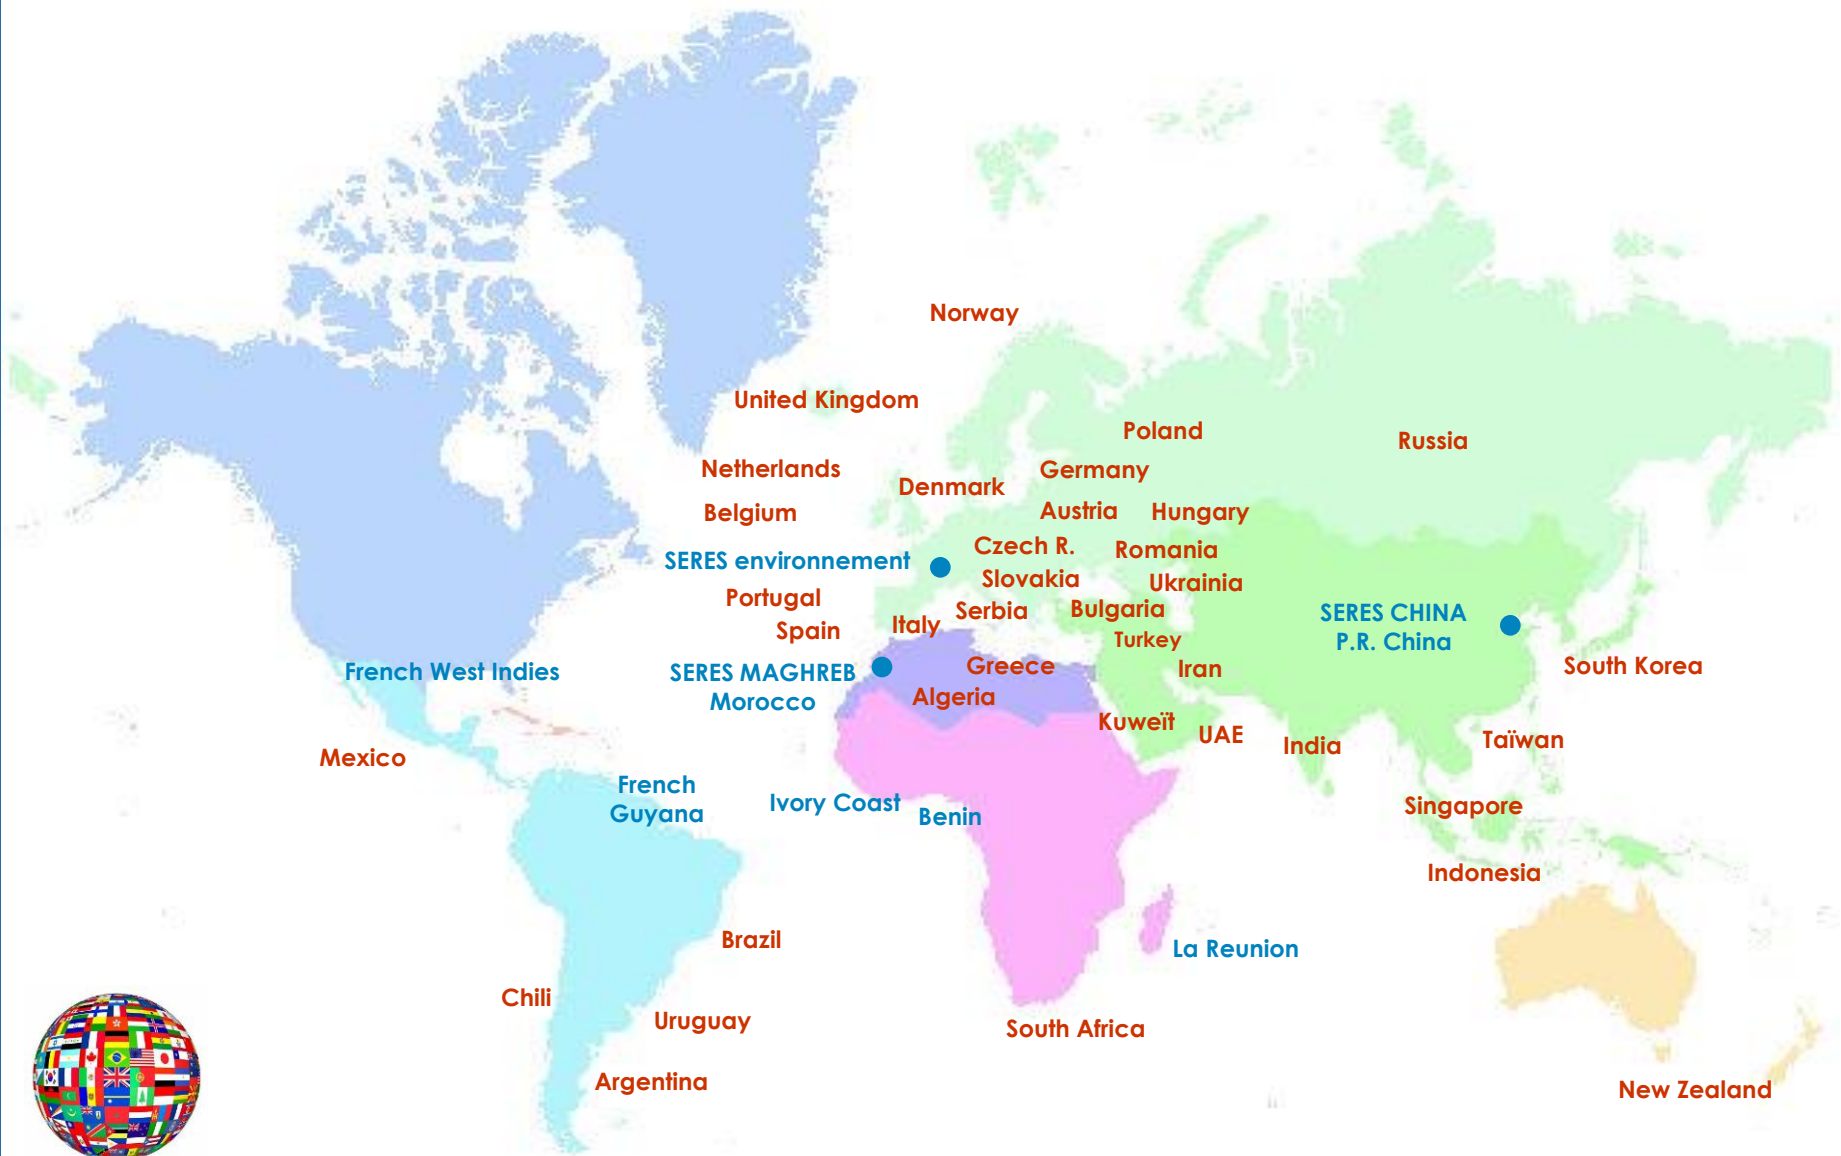 Norway
United Kingdom
Poland
Russia
Netherlands
Germany
Denmark
Belgium
Austria
Hungary
Czech R.
Romania
SERES environnement
Slovakia
Ukrainia
Portugal
Serbia
Bulgaria
SERES CHINA
P.R. China
Spain
Italy
Turkey
French West Indies
SERES MAGHREB
Morocco
Greece
Iran
South Korea
Algeria
Kuweït
UAE
India
Taïwan
Mexico
French
Guyana
Ivory Coast
Benin
Singapore
Indonesia
Brazil
La Reunion
Chili
Uruguay
South Africa
Argentina
New Zealand